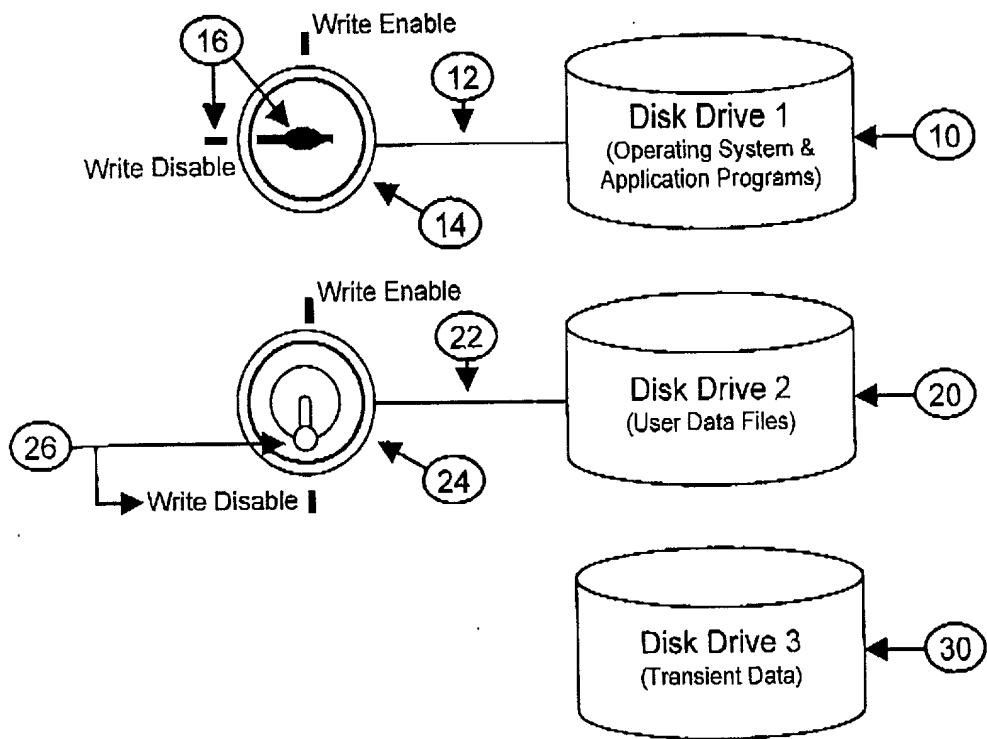 Write Enable
16
12
Disk Drive 1
(Operating System &
Application Programs)
10
Write Disable
14
Write Enable
22
Disk Drive 2
(User Data Files)
20
26
24
Write Disable
Disk Drive 3
(Transient Data)
30